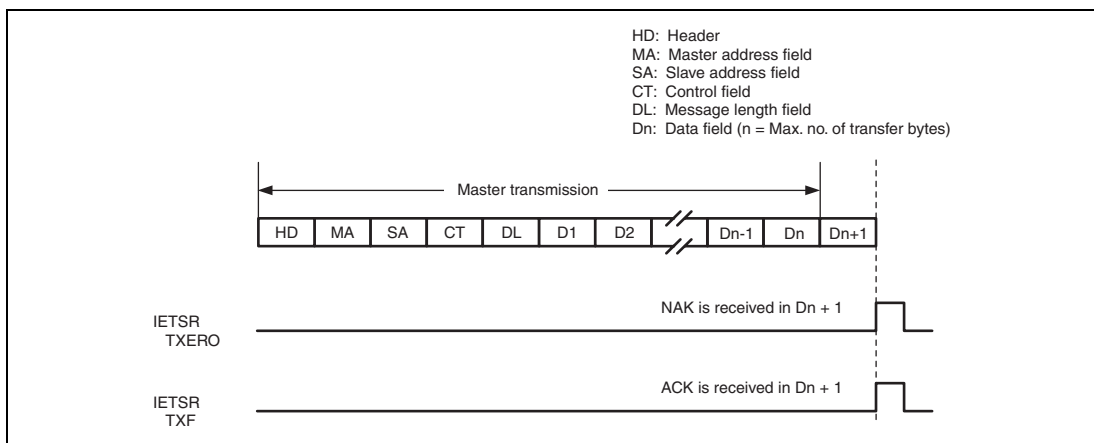 HD: Header
MA: Master address field
SA: Slave address field
CT: Control field
DL: Message length field
Dn: Data field (n = Max. no. of transfer bytes)
Master transmission
HD MA SA CT DL D1 D2 Dn-1 Dn Dn+1
NAK is received in Dn + 1
IETSR
TXERO
ACK is received in Dn + 1
IETSR
TXF